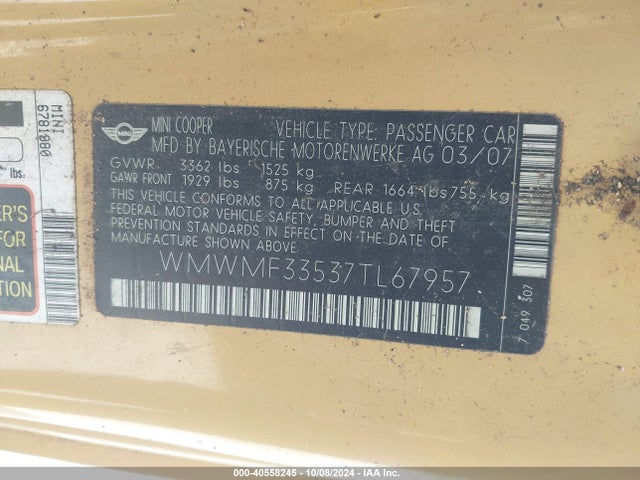 MINI
6781080
lbs.
ER'S
FOR
NAL
ION
MINI
MINI COOPER
VEHICLE TYPE: PASSENGER CAR
MFD BY BAYERISCHE MOTORENWERKE AG 03/07
GVWR 3362 lbs 1525 kg
GAWR FRONT 1929 lbs 875 kg REAR 1664 lbs 755 kg
THIS VEHICLE CONFORMS TO ALL APPLICABLE U.S.
FEDERAL MOTOR VEHICLE SAFETY, BUMPER AND THEFT
PREVENTION STANDARDS IN EFFECT ON THE DATE OF
MANUFACTURE SHOWN ABOVE.
WMWMF33537TL67957
7 049 307
000-40558245 - 10/08/2024 - IAA Inc.